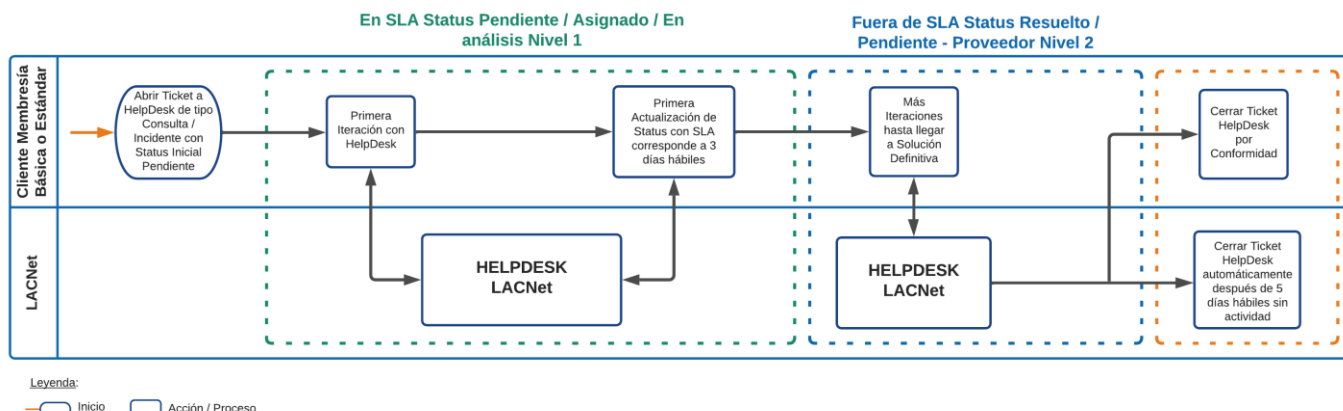 En SLA Status Pendiente / Asignado / En
análisis Nivel 1
Fuera de SLA Status Resuelto /
Pendiente - Proveedor Nivel 2
Cliente Membresía
Básica o Estándar
Abrir Ticket a
HelpDesk de tipo
Consulta /
Incidente con
Status Inicial
Pendiente
Primera
Iteración con
HelpDesk
Primera
Actualización de
Status con SLA
corresponde a 3
días hábiles
Más
Iteraciones
hasta llegar
a Solución
Definitiva
Cerrar Ticket
HelpDesk
por
Conformidad
LACNet
HELPDESK
LACNet
HELPDESK
LACNet
Cerrar Ticket
HelpDesk
automáticamente
después de 5
días hábiles sin
actividad
Leyenda:
Inicio
Acción / Proceso